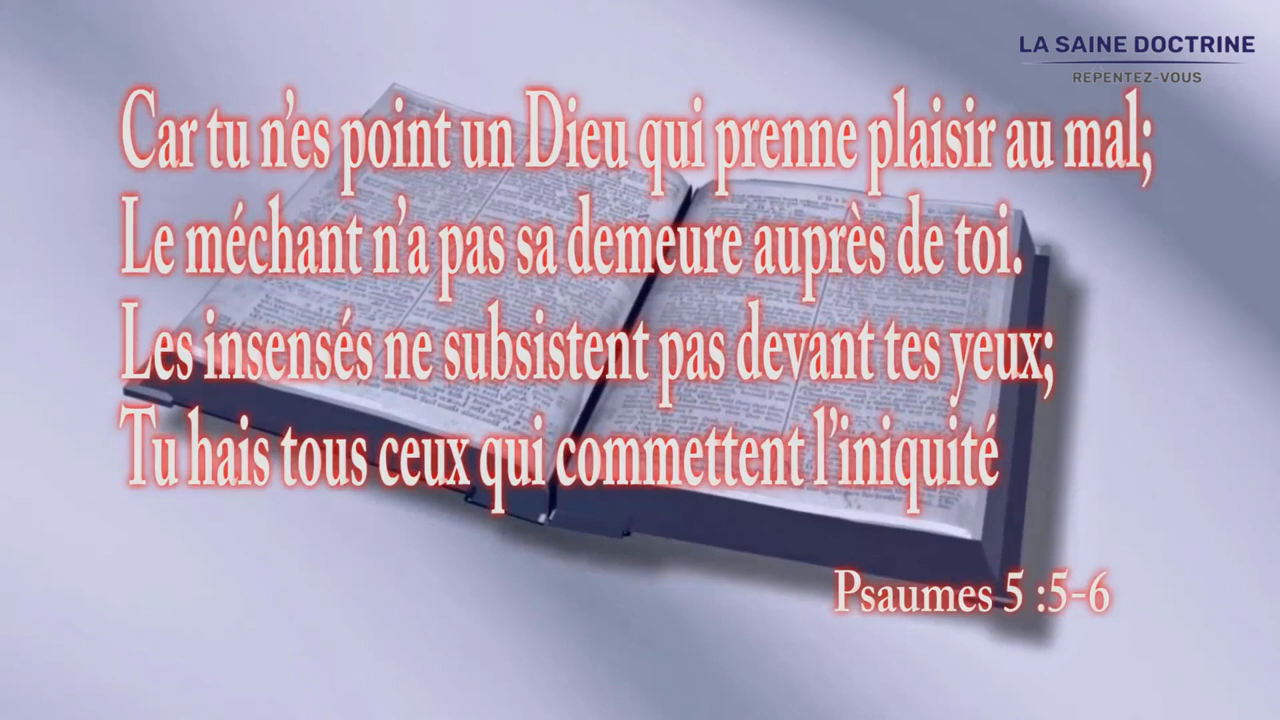 LA SAINE DOCTRINE
REPENTEZ-VOUS
Car tu n’es point un Dieu qui prenne plaisir au mal;
Le méchant n’a pas sa demeure auprès de toi.
Les insensés ne subsistent pas devant tes yeux;
Tu hais tous ceux qui commettent l’iniquité
Psaumes 5 :5-6